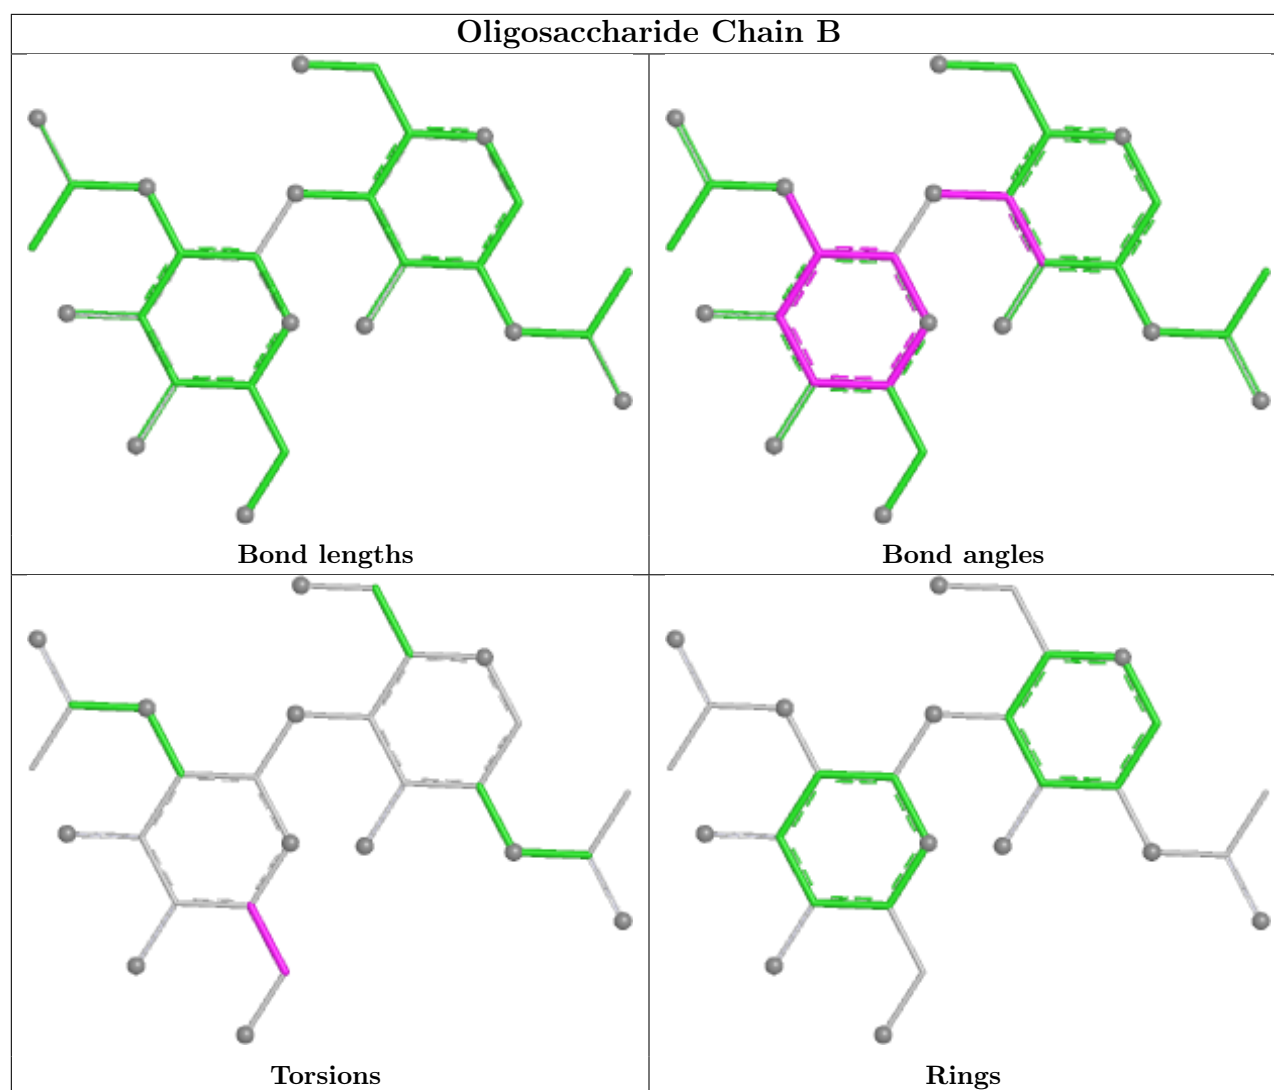 Oligosaccharide Chain B
Bond lengths
Bond angles
Torsions
Rings